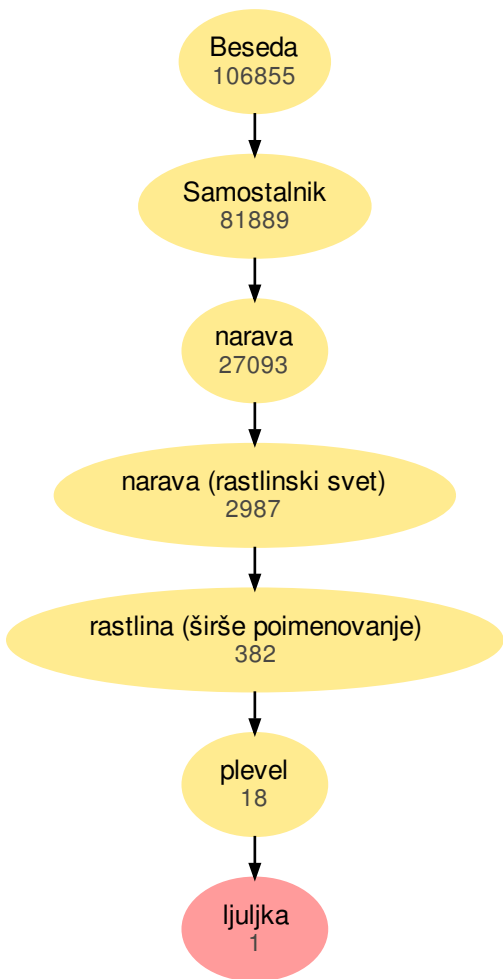 Beseda
106855
Samostalnik
81889
narava
27093
narava (rastlinski svet)
2987
rastlina (širše poimenovanje)
382
plevel
18
ljuljka
1